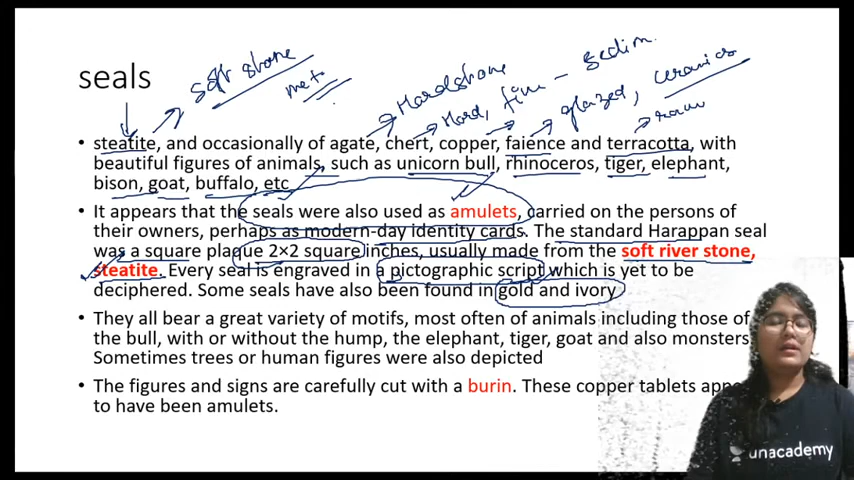 seals
soft stone
Hardstone
Hard, fine - sedim.
glazed, ceramics
• steatite, and occasionally of agate, chert, copper, faience and terracotta, with
beautiful figures of animals, such as unicorn bull, rhinoceros, tiger, elephant,
bison, goat, buffalo, etc
• It appears that the seals were also used as amulets, carried on the persons of
their owners, perhaps as modern-day identity cards. The standard Harappan seal
was a square plaque 2×2 square inches, usually made from the soft river stone,
steatite. Every seal is engraved in a pictographic script which is yet to be
deciphered. Some seals have also been found in gold and ivory
• They all bear a great variety of motifs, most often of animals including those of
the bull, with or without the hump, the elephant, tiger, goat and also monsters
Sometimes trees or human figures were also depicted
• The figures and signs are carefully cut with a burin. These copper tablets app
to have been amulets.
unacademy